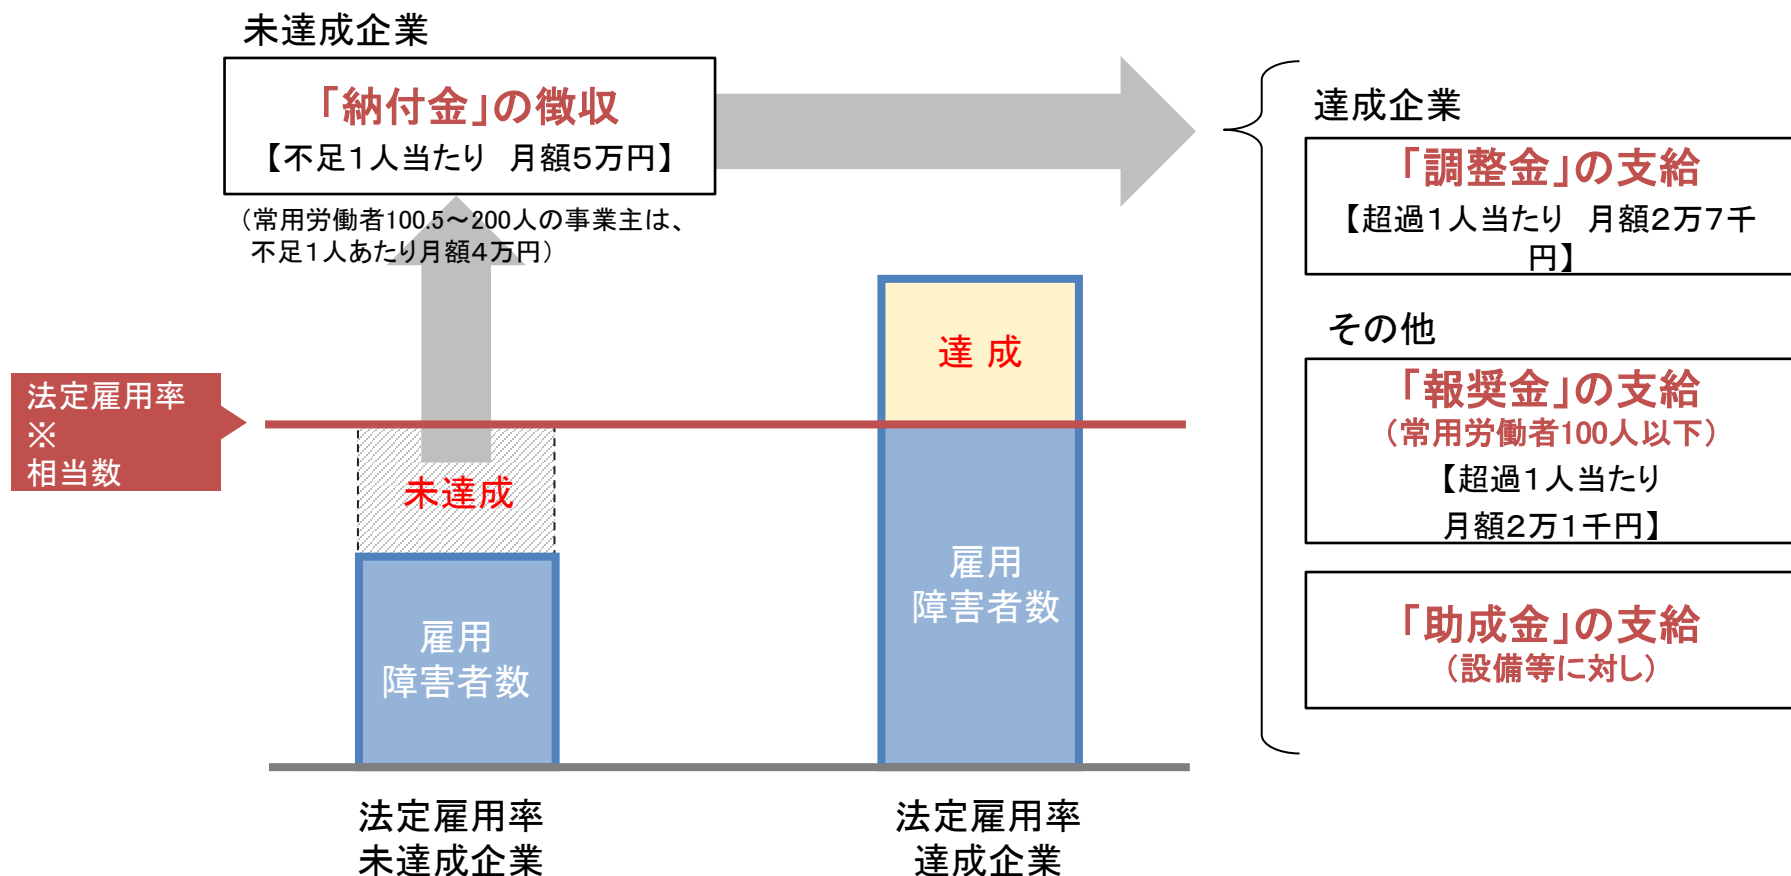 未達成企業
「納付金」の徴収
【不足1人当たり　月額5万円】
（常用労働者100.5～200人の事業主は、
不足1人あたり月額4万円）
達成企業
「調整金」の支給
【超過1人当たり　月額2万7千
円】
その他
「報奨金」の支給
（常用労働者100人以下）
【超過1人当たり
月額2万1千円】
「助成金」の支給
（設備等に対し）
法定雇用率
※
相当数
達 成
未達成
雇用
障害者数
雇用
障害者数
法定雇用率
未達成企業
法定雇用率
達成企業